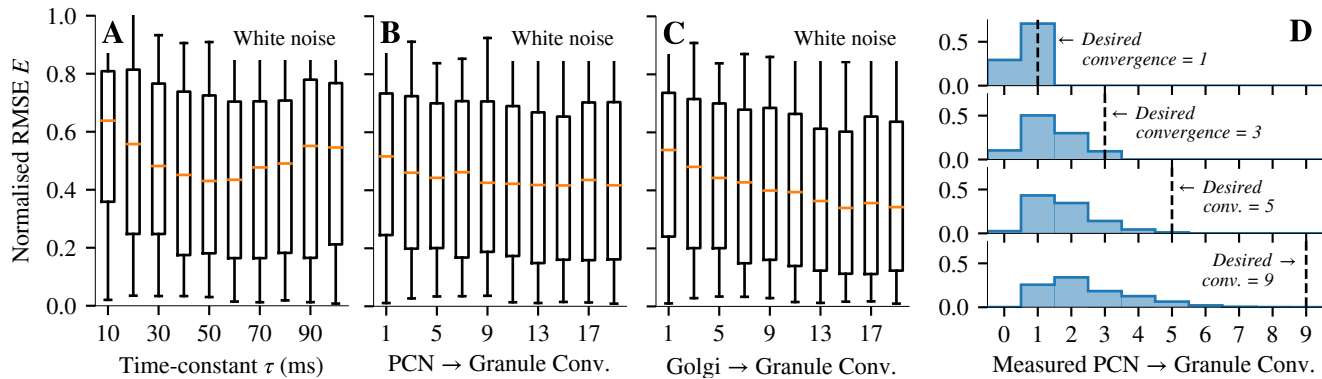 Normalised RMSE E
1.0
0.8
0.6
0.4
0.2
0.0
A
White noise
10
30
50
70
90
Time-constant τ (ms)
B
White noise
1
5
9
13
17
PCN → Granule Conv.
C
White noise
1
5
9
13
17
Golgi → Granule Conv.
D
0.5
0.0
← Desired
convergence = 1
0.5
0.0
← Desired
convergence = 3
0.5
0.0
← Desired
conv. = 5
0.5
0.0
Desired →
conv. = 9
0 1 2 3 4 5 6 7 8 9
Measured PCN → Granule Conv.